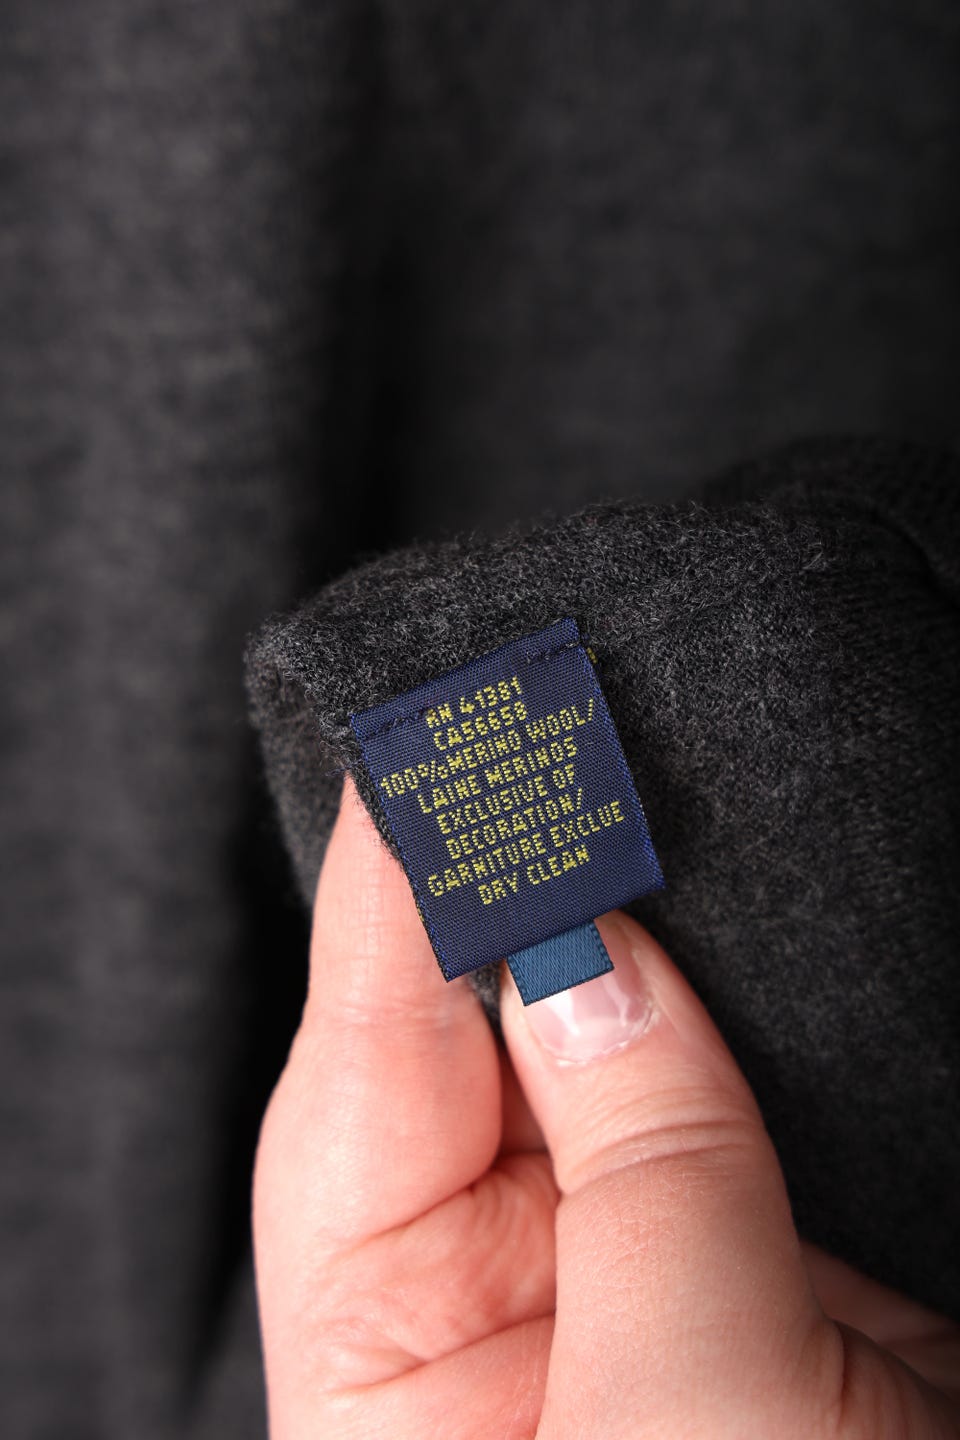 RN 41381
CA56658
100% MERINO WOOL/
LAINE MERINOS
EXCLUSIVE OF
DECORATION/
GARNITURE EXCLUE
DRY CLEAN